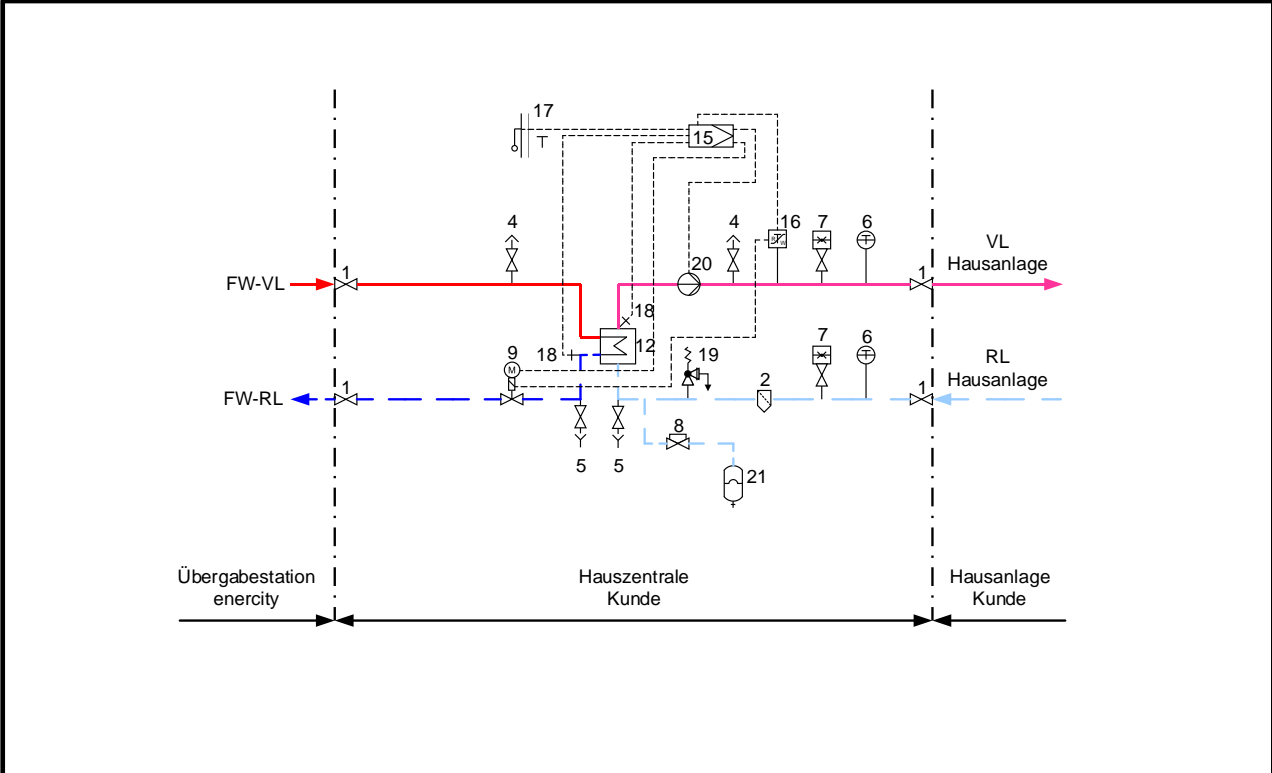 17
15
4
4
16
7
6
VL
Hausanlage
FW-VL
1
20
1
18
18
12
9
M
19
7
6
RL
Hausanlage
FW-RL
1
2
1
8
5
5
21
Übergabestation
enercity
Hauszentrale
Kunde
Hausanlage
Kunde